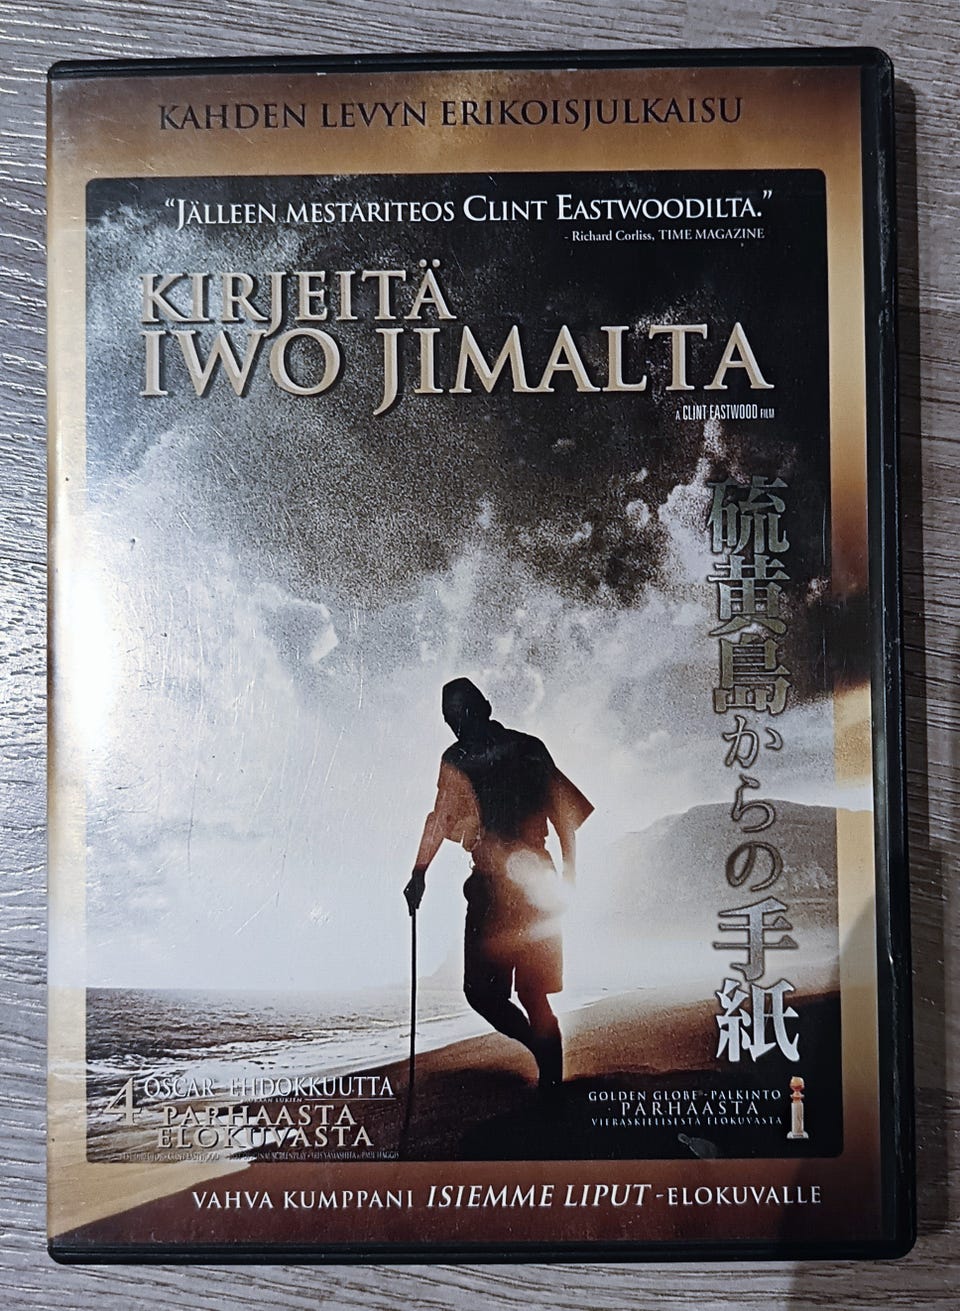 KAHDEN LEVYN ERIKOISJULKAISU
"JÄLLEEN MESTARITEOS CLINT EASTWOODILTA."
- Richard Corliss, TIME MAGAZINE
KIRJEITÄ
IWO JIMALTA
A CLINT EASTWOOD FILM
硫黄島からの手紙
4 OSCAR-EHDOKKUUTTA
MUKAAN LUKIEN
PARHAASTA
ELOKUVASTA
GOLDEN GLOBE -PALKINTO
PARHAASTA
VIERASKIELISESTÄ ELOKUVASTA
VAHVA KUMPPANI ISIEMME LIPUT -ELOKUVALLE